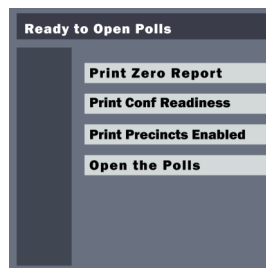 Ready to Open Polls
Print Zero Report
Print Conf Readiness
Print Precincts Enabled
Open the Polls